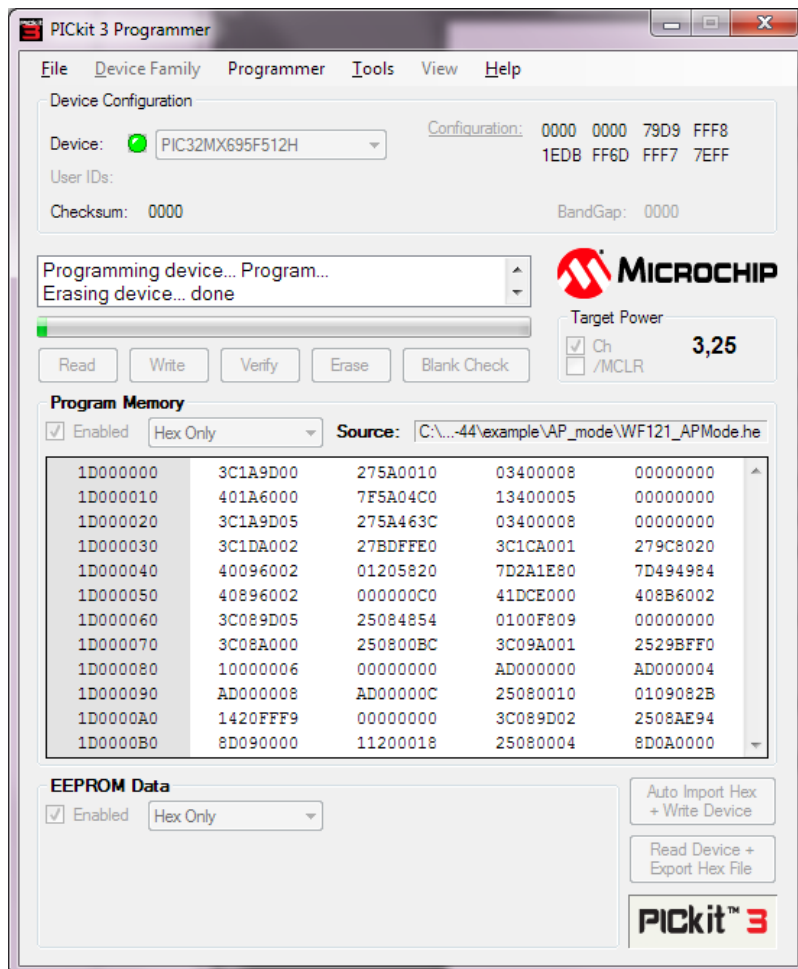 PICkit 3 Programmer
File Device Family Programmer Tools View Help
Device Configuration
Device: PIC32MX695F512H
Configuration: 0000 0000 79D9 FFF8
1EDB FF6D FFF7 7EFF
User IDs:
Checksum: 0000
BandGap: 0000
Programming device... Program...
Erasing device... done
MICROCHIP
Target Power
Ch
/MCLR
3,25
Read Write Verify Erase Blank Check
Program Memory
Enabled Hex Only Source: C:\...-44\example\AP_mode\WF121_APMode.he
1D000000 3C1A9D00 275A0010 03400008 00000000
1D000010 401A6000 7F5A04C0 13400005 00000000
1D000020 3C1A9D05 275A463C 03400008 00000000
1D000030 3C1DA002 27BDFFE0 3C1CA001 279C8020
1D000040 40096002 01205820 7D2A1E80 7D494984
1D000050 40896002 000000C0 41DCE000 408B6002
1D000060 3C089D05 25084854 0100F809 00000000
1D000070 3C08A000 250800BC 3C09A001 2529BFF0
1D000080 10000006 00000000 AD000000 AD000004
1D000090 AD000008 AD00000C 25080010 0109082B
1D0000A0 1420FFF9 00000000 3C089D02 2508AE94
1D0000B0 8D090000 11200018 25080004 8D0A0000
EEPROM Data
Enabled Hex Only
Auto Import Hex
+ Write Device
Read Device +
Export Hex File
PICkit™ 3